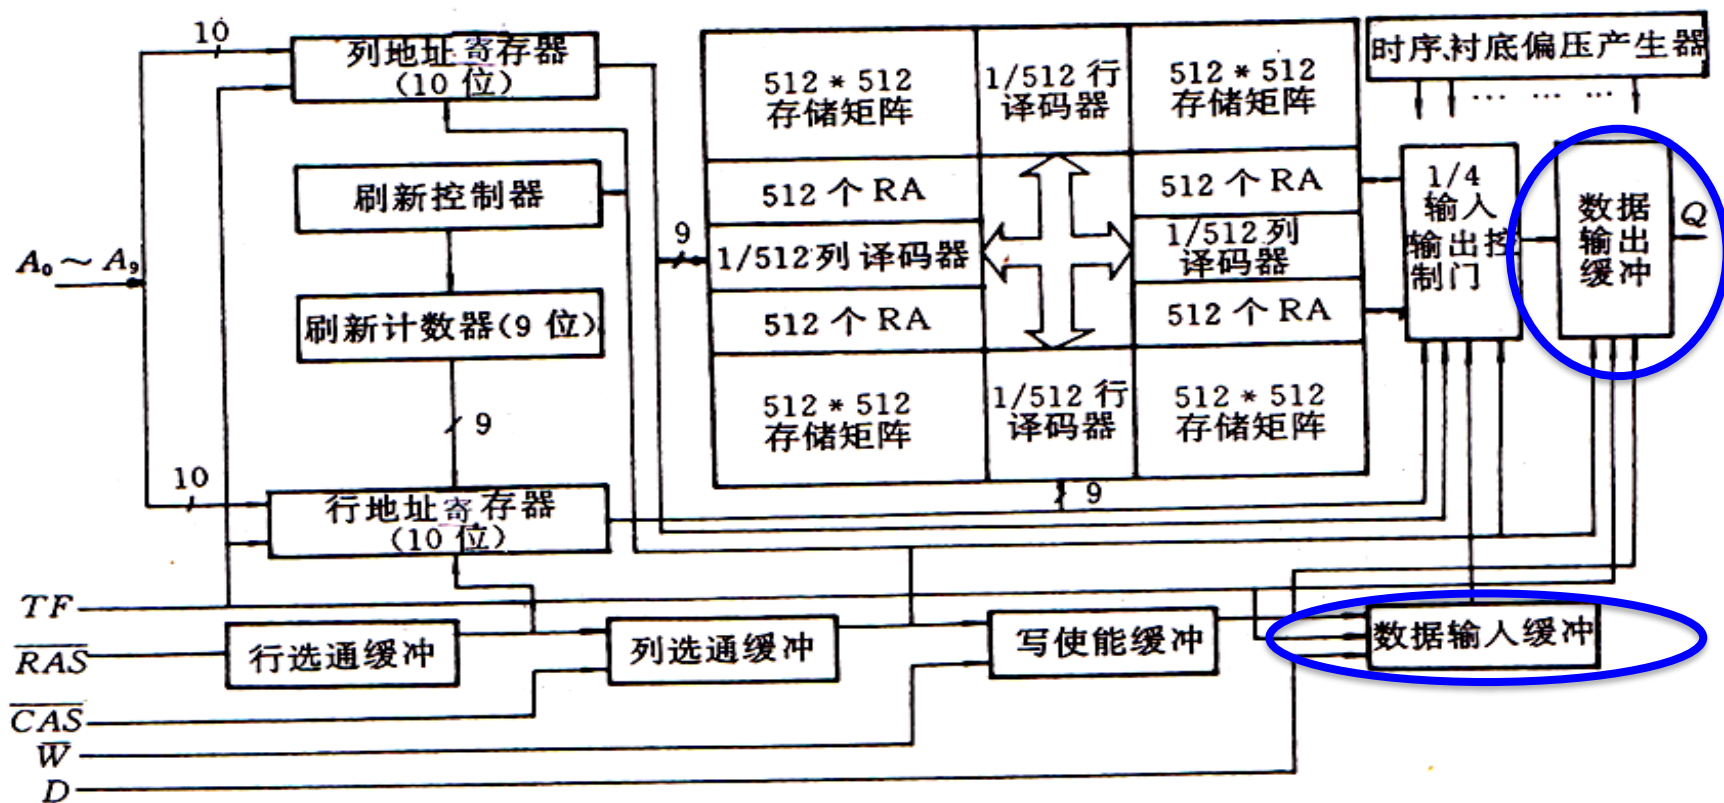 10
列地址寄存器
(10 位)
刷新控制器
刷新计数器(9 位)
9
A₀～A₉
10
行地址寄存器
(10 位)
9
512 * 512
存储矩阵
1/512 行
译码器
512 * 512
存储矩阵
512 个 RA
512 个 RA
1/512 列 译码器
1/512 列
译码器
512 个 RA
512 个 RA
512 * 512
存储矩阵
1/512 行
译码器
512 * 512
存储矩阵
9
时序、衬底偏压产生器
… … …
1/4
输入
输出控
制门
数据
输出
缓冲
Q
TF
R̅A̅S̅
行选通缓冲
列选通缓冲
写使能缓冲
数据输入缓冲
C̅A̅S̅
W̅
D